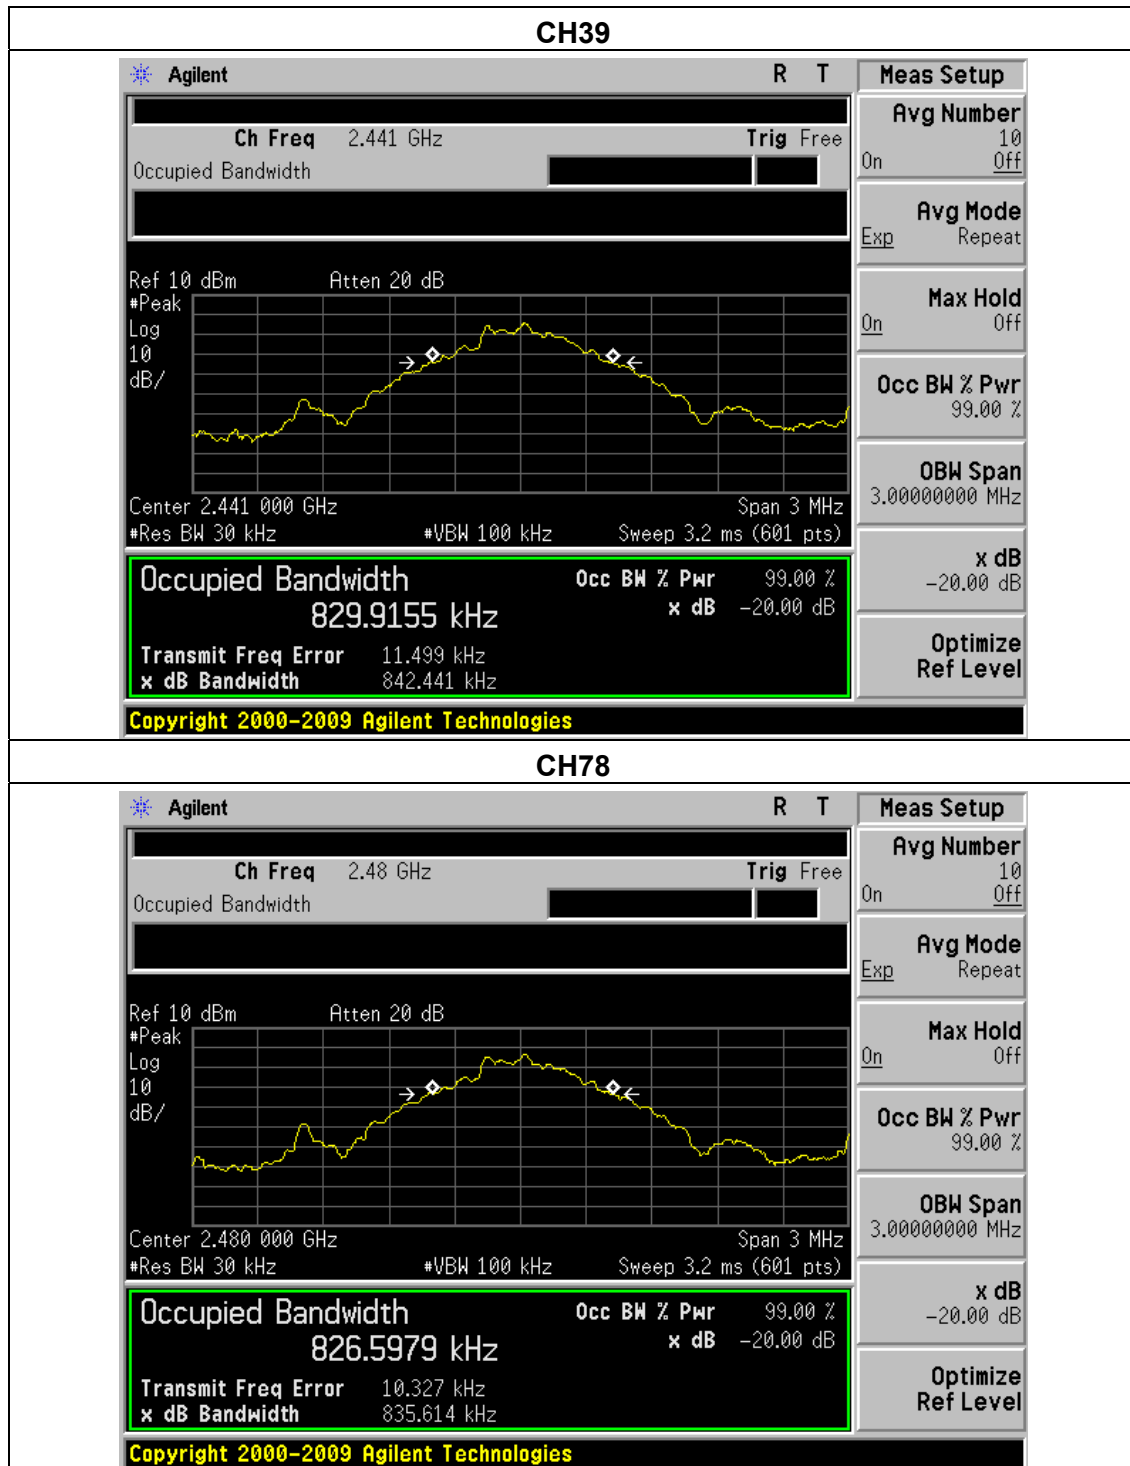 CH39
Agilent R T Meas Setup
Avg Number
10
On Off
Ch Freq 2.441 GHz Trig Free
Occupied Bandwidth
Avg Mode
Exp Repeat
Ref 10 dBm Atten 20 dB
#Peak
Log
10
dB/
Max Hold
On Off
Occ BW % Pwr
99.00 %
OBW Span
3.00000000 MHz
Center 2.441 000 GHz Span 3 MHz
#Res BW 30 kHz #VBW 100 kHz Sweep 3.2 ms (601 pts)
x dB
-20.00 dB
Occupied Bandwidth Occ BW % Pwr 99.00 %
829.9155 kHz x dB -20.00 dB
Transmit Freq Error 11.499 kHz
x dB Bandwidth 842.441 kHz
Optimize
Ref Level
Copyright 2000-2009 Agilent Technologies
CH78
Agilent R T Meas Setup
Avg Number
10
On Off
Ch Freq 2.48 GHz Trig Free
Occupied Bandwidth
Avg Mode
Exp Repeat
Ref 10 dBm Atten 20 dB
#Peak
Log
10
dB/
Max Hold
On Off
Occ BW % Pwr
99.00 %
OBW Span
3.00000000 MHz
Center 2.480 000 GHz Span 3 MHz
#Res BW 30 kHz #VBW 100 kHz Sweep 3.2 ms (601 pts)
x dB
-20.00 dB
Occupied Bandwidth Occ BW % Pwr 99.00 %
826.5979 kHz x dB -20.00 dB
Transmit Freq Error 10.327 kHz
x dB Bandwidth 835.614 kHz
Optimize
Ref Level
Copyright 2000-2009 Agilent Technologies